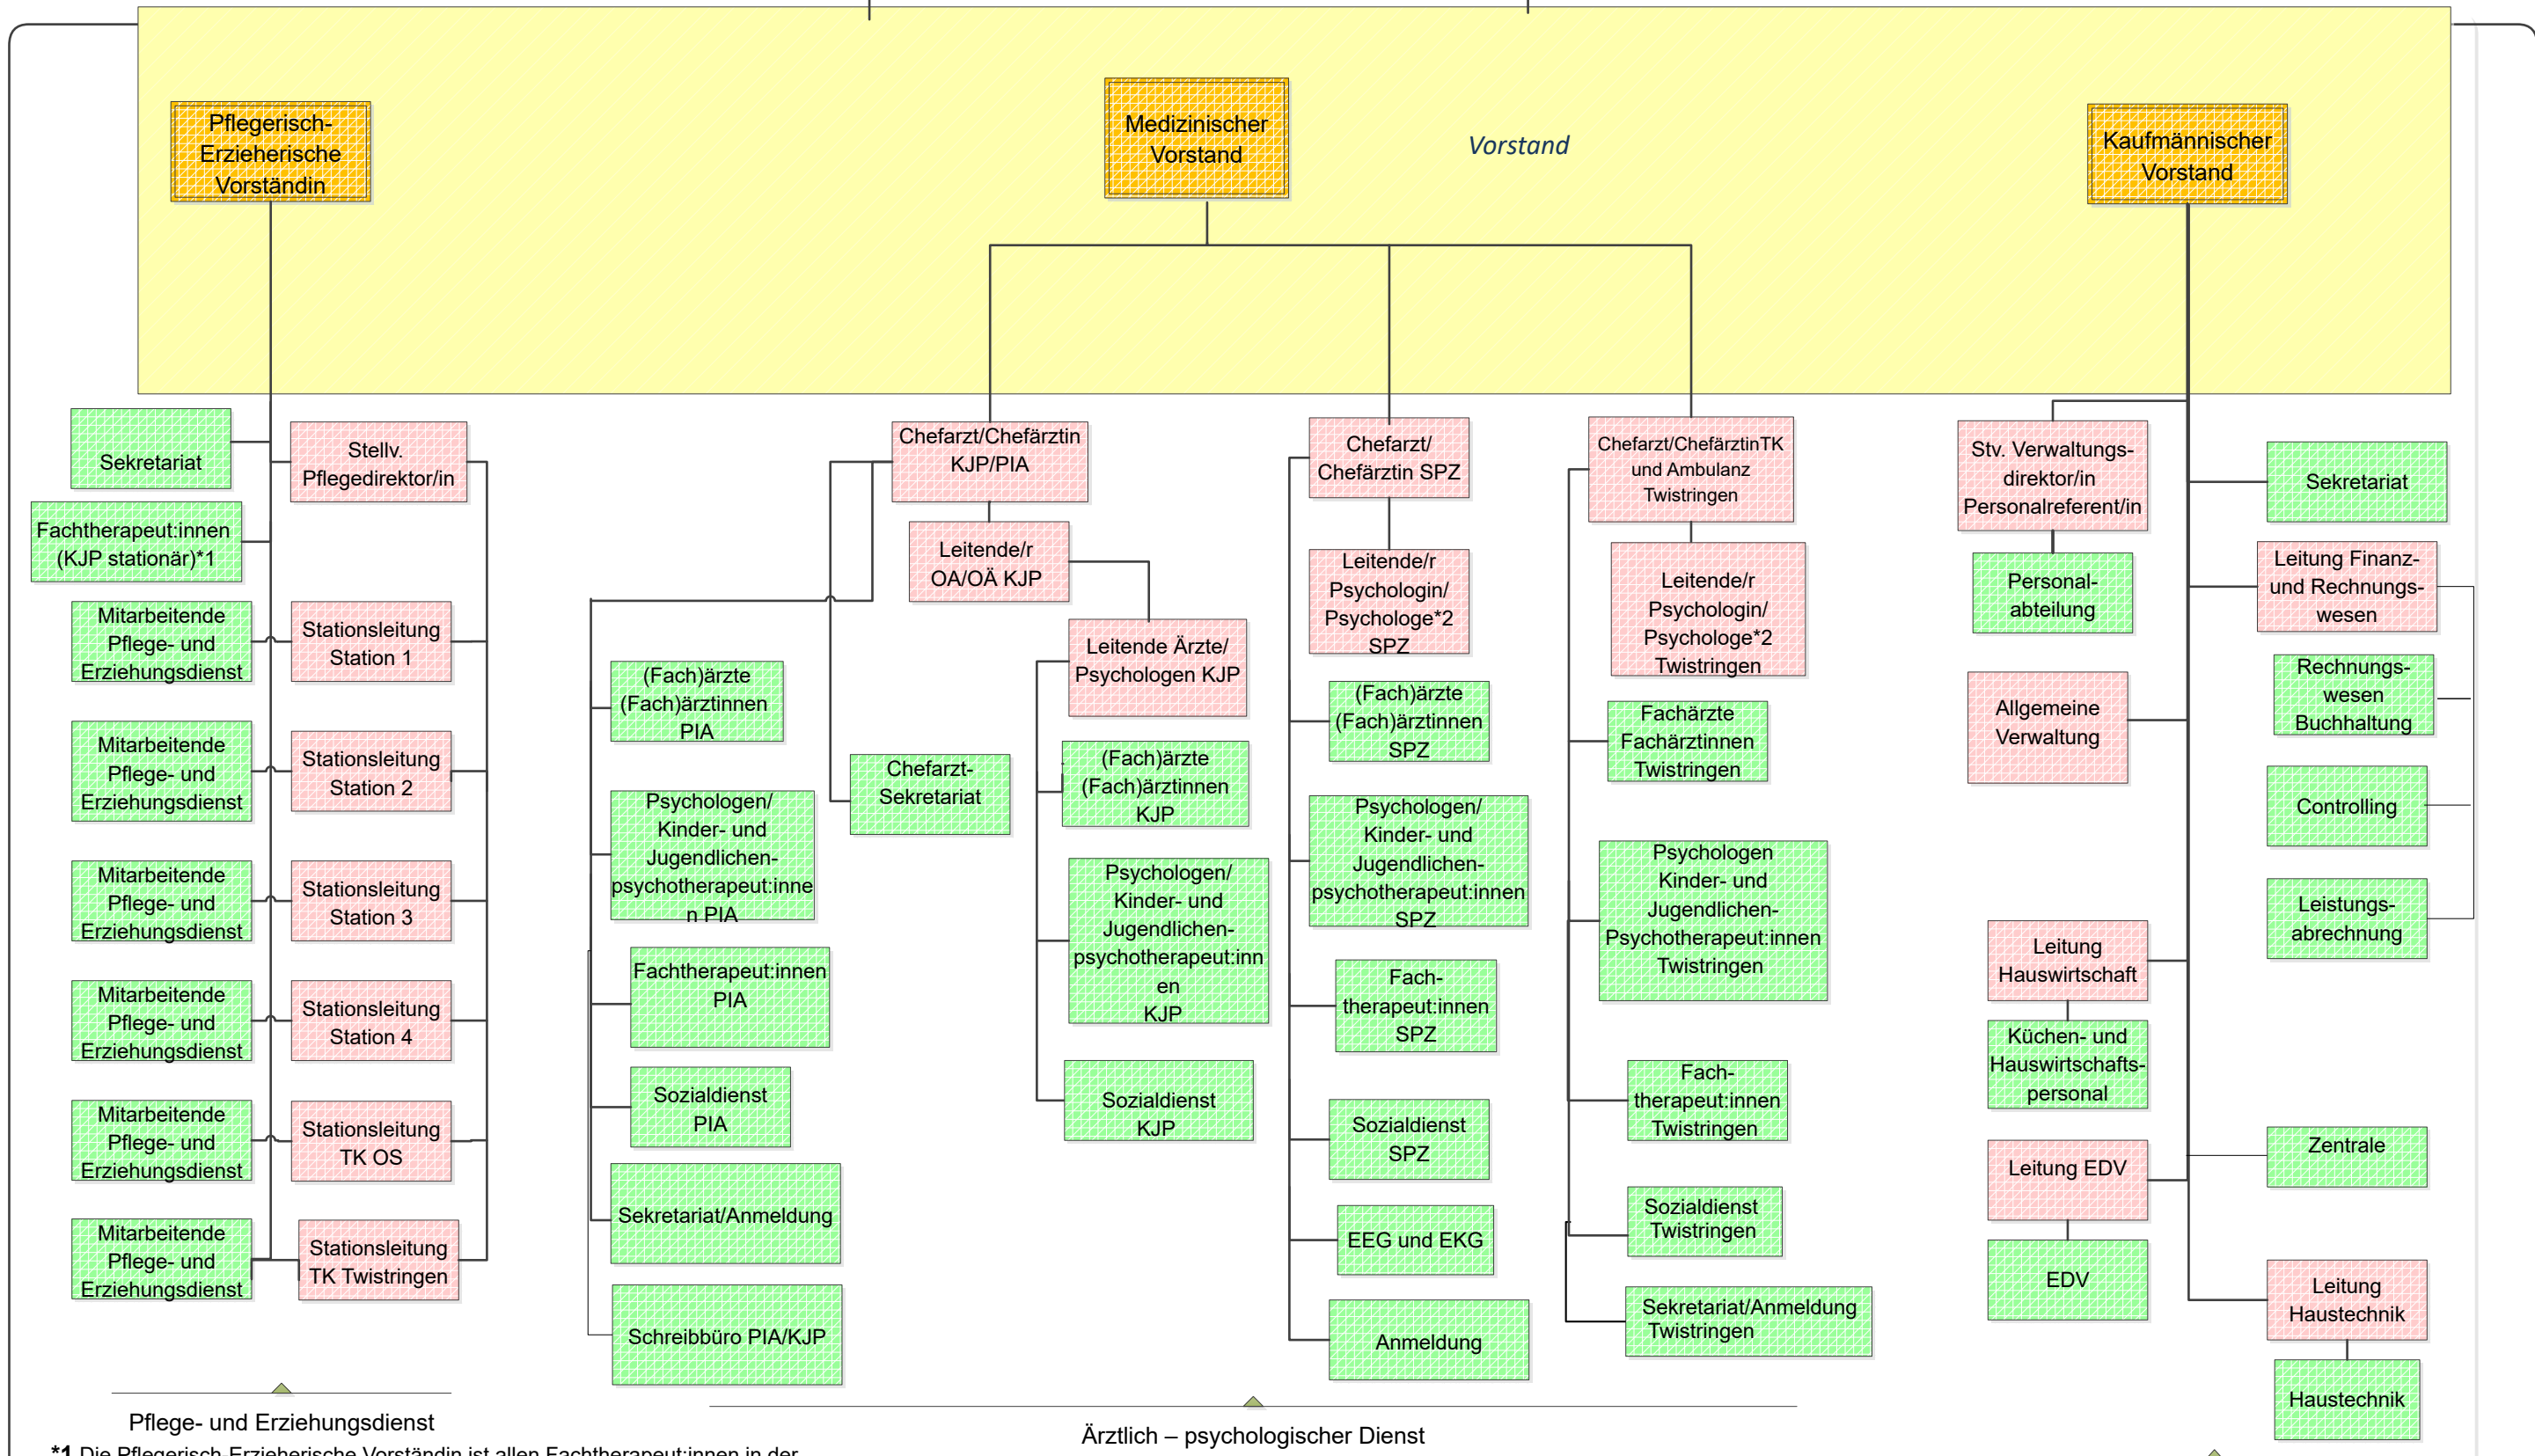 Pflegerisch-
Erzieherische
Vorständin
Medizinischer
Vorstand
Vorstand
Kaufmännischer
Vorstand
Sekretariat
Stellv.
Pflegedirektor/in
Fachtherapeut:innen
(KJP stationär)*1
Mitarbeitende
Pflege- und
Erziehungsdienst
Stationsleitung
Station 1
Mitarbeitende
Pflege- und
Erziehungsdienst
Stationsleitung
Station 2
Mitarbeitende
Pflege- und
Erziehungsdienst
Stationsleitung
Station 3
Mitarbeitende
Pflege- und
Erziehungsdienst
Stationsleitung
Station 4
Mitarbeitende
Pflege- und
Erziehungsdienst
Stationsleitung
TK OS
Mitarbeitende
Pflege- und
Erziehungsdienst
Stationsleitung
TK Twistringen
Chefarzt/Chefärztin
KJP/PIA
Leitende/r
OA/OÄ KJP
Leitende Ärzte/
Psychologen KJP
(Fach)ärzte
(Fach)ärztinnen
PIA
Psychologen/
Kinder- und
Jugendlichen-
psychotherapeut:inne
n PIA
Fachtherapeut:innen
PIA
Sozialdienst
PIA
Sekretariat/Anmeldung
Schreibbüro PIA/KJP
Chefarzt-
Sekretariat
(Fach)ärzte
(Fach)ärztinnen
KJP
Psychologen/
Kinder- und
Jugendlichen-
psychotherapeut:inn
en
KJP
Sozialdienst
KJP
Chefarzt/
Chefärztin SPZ
Leitende/r
Psychologin/
Psychologe*2
SPZ
(Fach)ärzte
(Fach)ärztinnen
SPZ
Psychologen/
Kinder- und
Jugendlichen-
psychotherapeut:innen
SPZ
Fach-
therapeut:innen
SPZ
Sozialdienst
SPZ
EEG und EKG
Anmeldung
Chefarzt/ChefärztinTK
und Ambulanz
Twistringen
Leitende/r
Psychologin/
Psychologe*2
Twistringen
Fachärzte
Fachärztinnen
Twistringen
Psychologen
Kinder- und
Jugendlichen-
Psychotherapeut:innen
Twistringen
Fach-
therapeut:innen
Twistringen
Sozialdienst
Twistringen
Sekretariat/Anmeldung
Twistringen
Stv. Verwaltungs-
direktor/in
Personalreferent/in
Personal-
abteilung
Allgemeine
Verwaltung
Leitung
Hauswirtschaft
Küchen- und
Hauswirtschafts-
personal
Leitung EDV
EDV
Sekretariat
Leitung Finanz-
und Rechnungs-
wesen
Rechnungs-
wesen
Buchhaltung
Controlling
Leistungs-
abrechnung
Zentrale
Leitung
Haustechnik
Haustechnik
Pflege- und Erziehungsdienst
Ärztlich – psychologischer Dienst
*1 Die Pflegerisch-Erzieherische Vorständin ist allen Fachtherapeut:innen in der